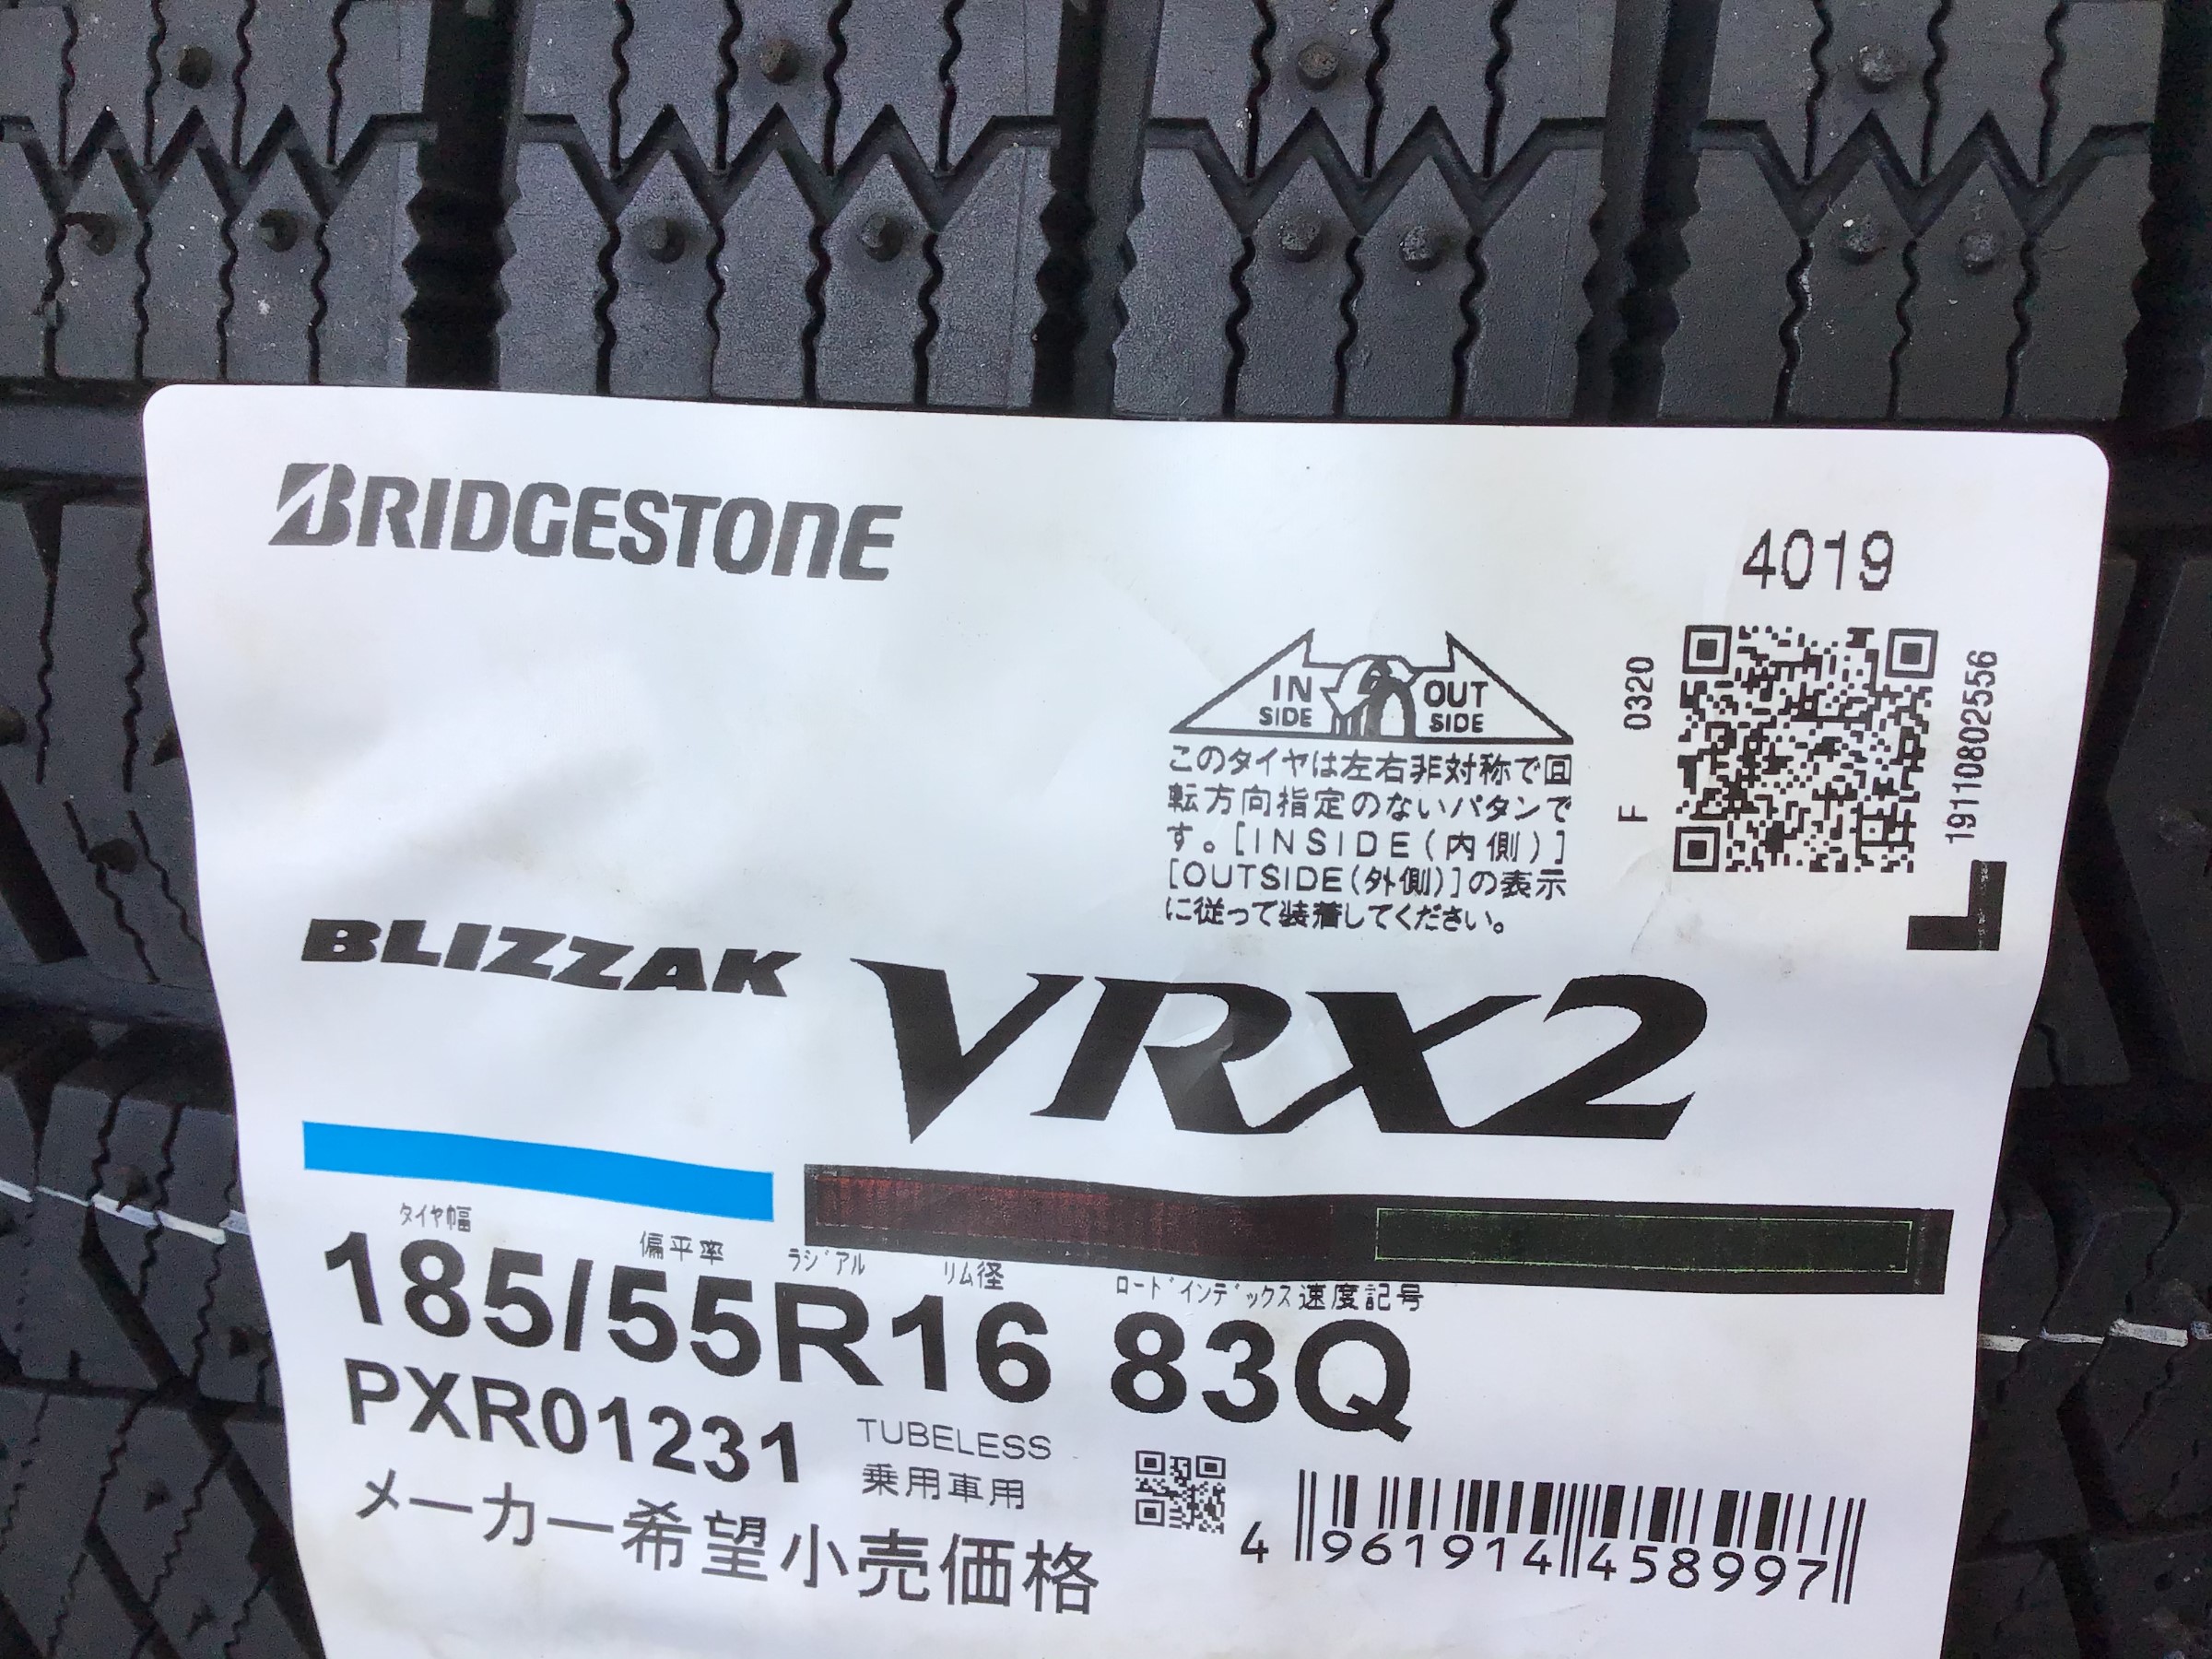 BRIDGESTONE
4019
IN SIDE
OUT SIDE
F 0320
1911080​2556
このタイヤは左右非対称で回
転方向指定のないパタンで
す。[INSIDE(内側)]
[OUTSIDE(外側)]の表示
に従って装着してください。
L
BLIZZAK VRX2
タイヤ幅 偏平率 ラジアル リム径 ロードインデックス速度記号
185/55R16 83Q
PXR01231
TUBELESS
乗用車用
メーカー希望小売価格
4 961914 458997